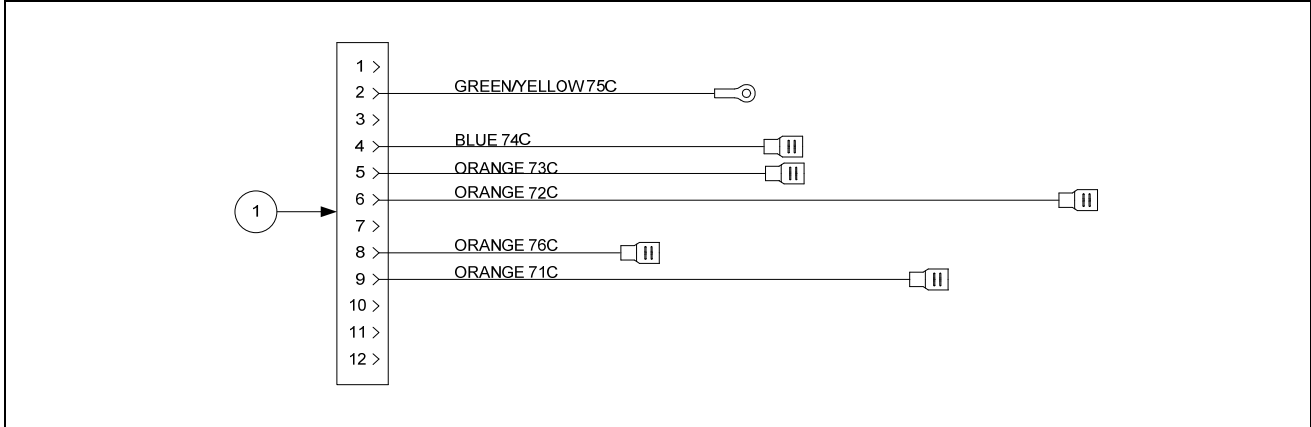 1
2 GREEN/YELLOW 75C
3
4 BLUE 74C
5 ORANGE 73C
6 ORANGE 72C
1
7
8 ORANGE 76C
9 ORANGE 71C
10
11
12